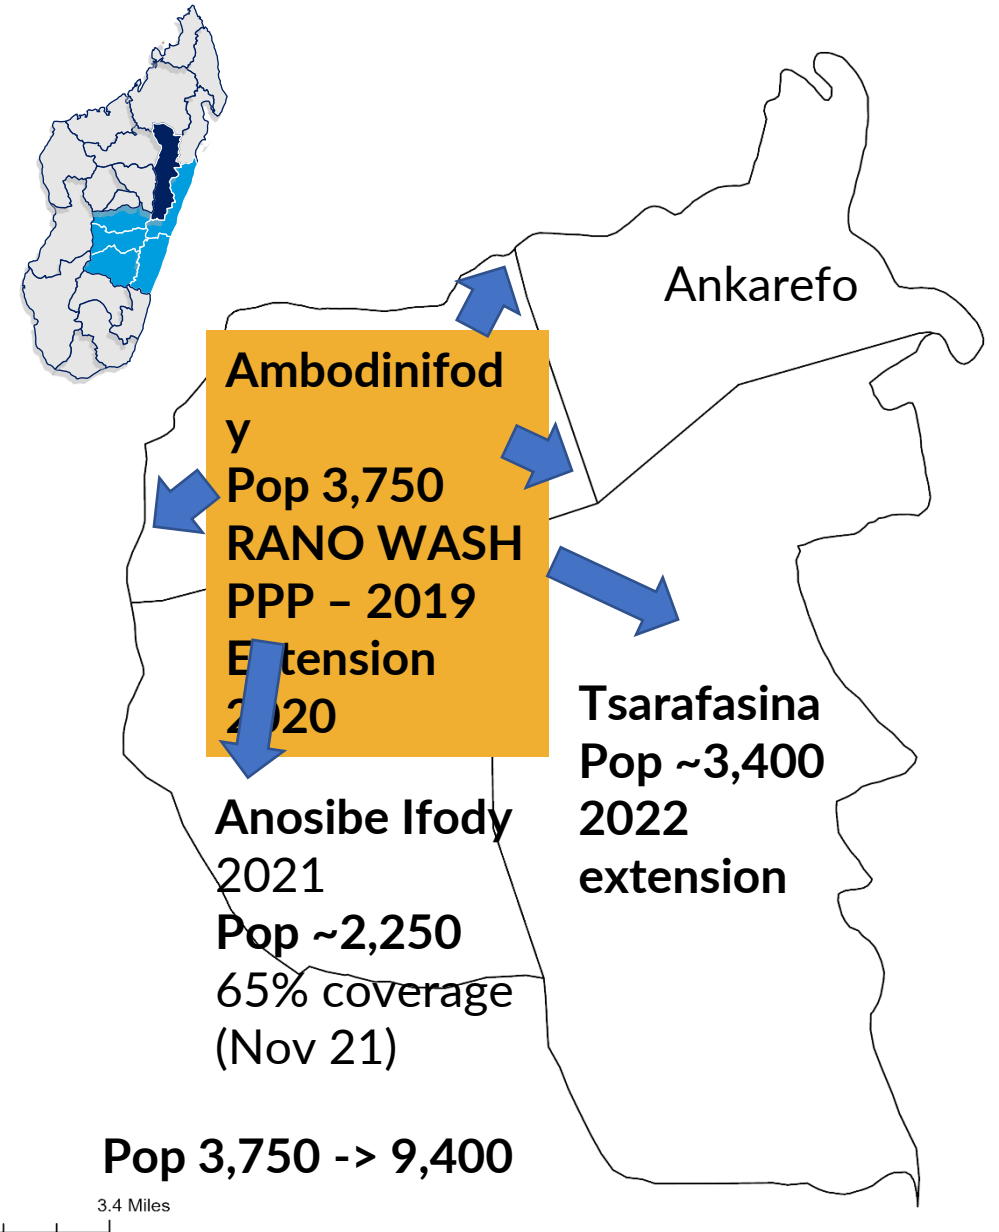 Ankarefo
Ambodinifod
y
Pop 3,750
RANO WASH
PPP – 2019
Extension
2020
Tsarafasina
Pop ~3,400
2022
extension
Anosibe Ifody
2021
Pop ~2,250
65% coverage
(Nov 21)
Pop 3,750 -> 9,400
3.4 Miles